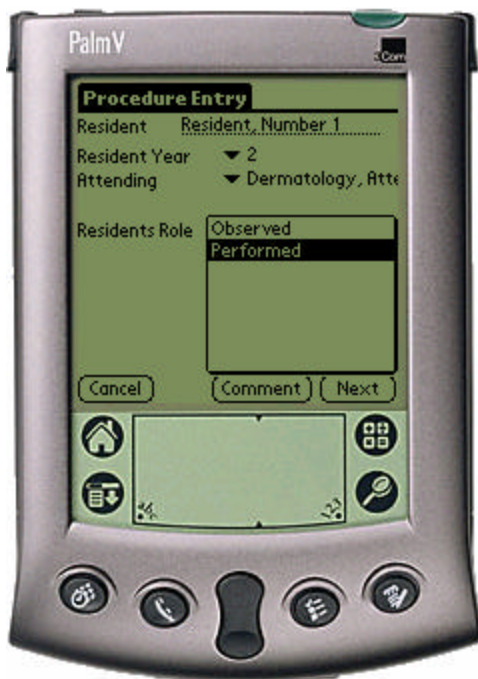 PalmV
3Com
Procedure Entry
Resident Resident, Number 1
Resident Year 2
Attending Dermatology, Atte
Residents Role Observed
Performed
Cancel Comment Next